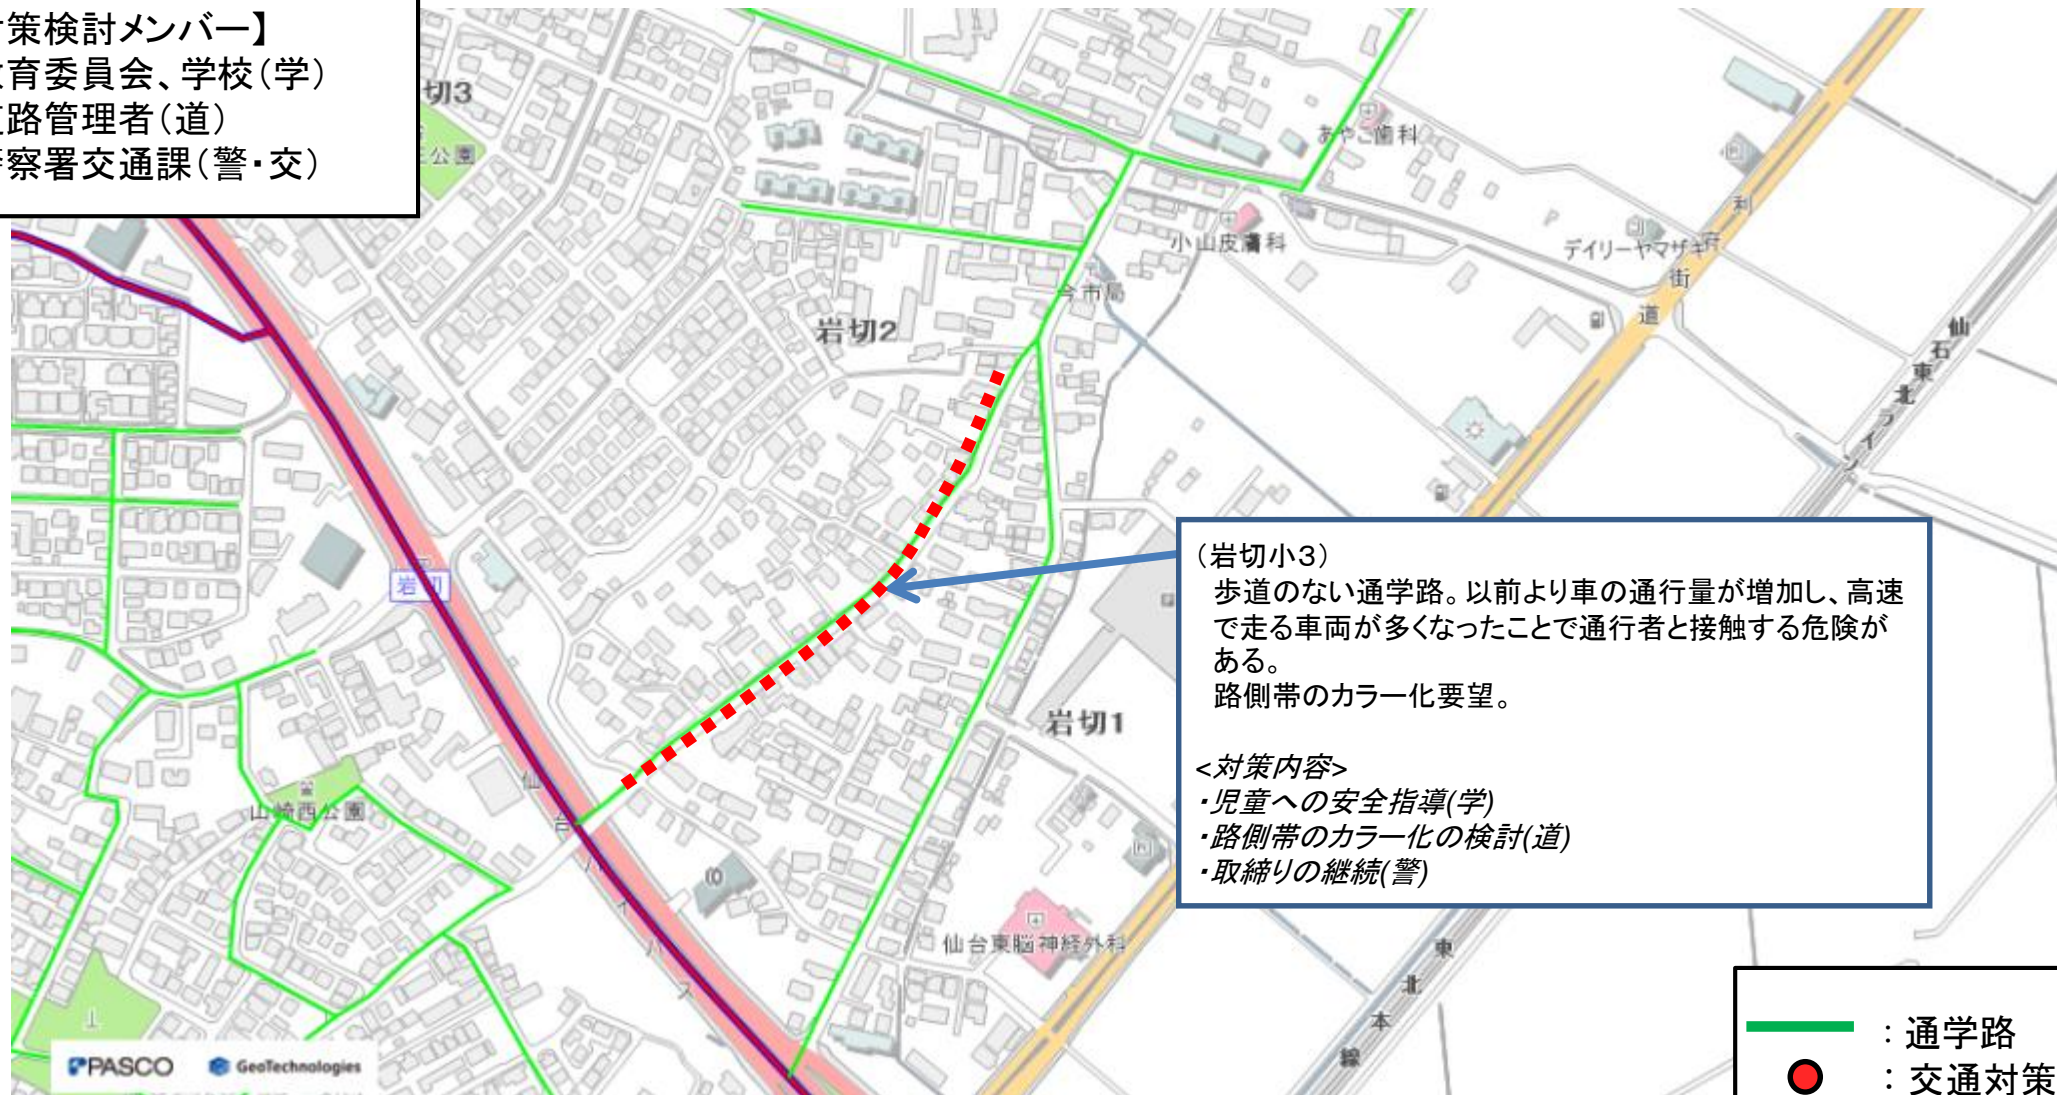 策検討メンバー】
育委員会、学校(学)
路管理者(道)
察署交通課(警・交)
切3
公園
あやこ歯科
小山皮膚科
今市局
デイリーヤマザキ
利府街道
仙石東北ライン
岩切2
岩切
(岩切小3)
歩道のない通学路。以前より車の通行量が増加し、高速
で走る車両が多くなったことで通行者と接触する危険が
ある。
路側帯のカラー化要望。
<対策内容>
・児童への安全指導(学)
・路側帯のカラー化の検討(道)
・取締りの継続(警)
岩切1
山崎西公園
仙台バイパス
仙台東脳神経外科
東北本線
PASCO
GeoTechnologies
：通学路
：交通対策